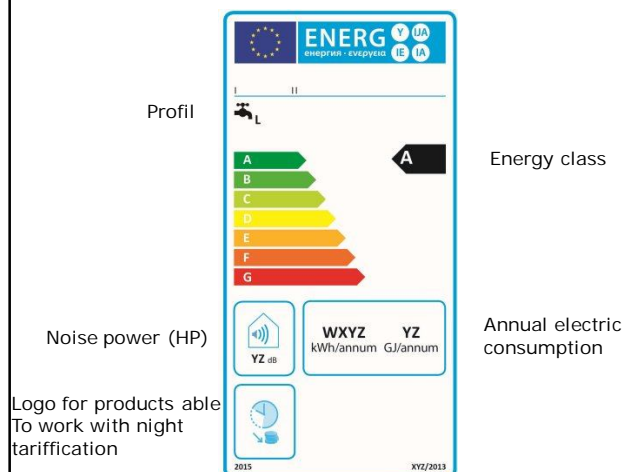 ENERG Y IJA
енергия · ενεργεια IE IA
I II
Profil
L
A A
Energy class
B
C
D
E
F
G
Noise power (HP)
YZ dB
WXYZ YZ
kWh/annum GJ/annum
Annual electric
consumption
Logo for products able
To work with night
tariffication
2015 XYZ/2013